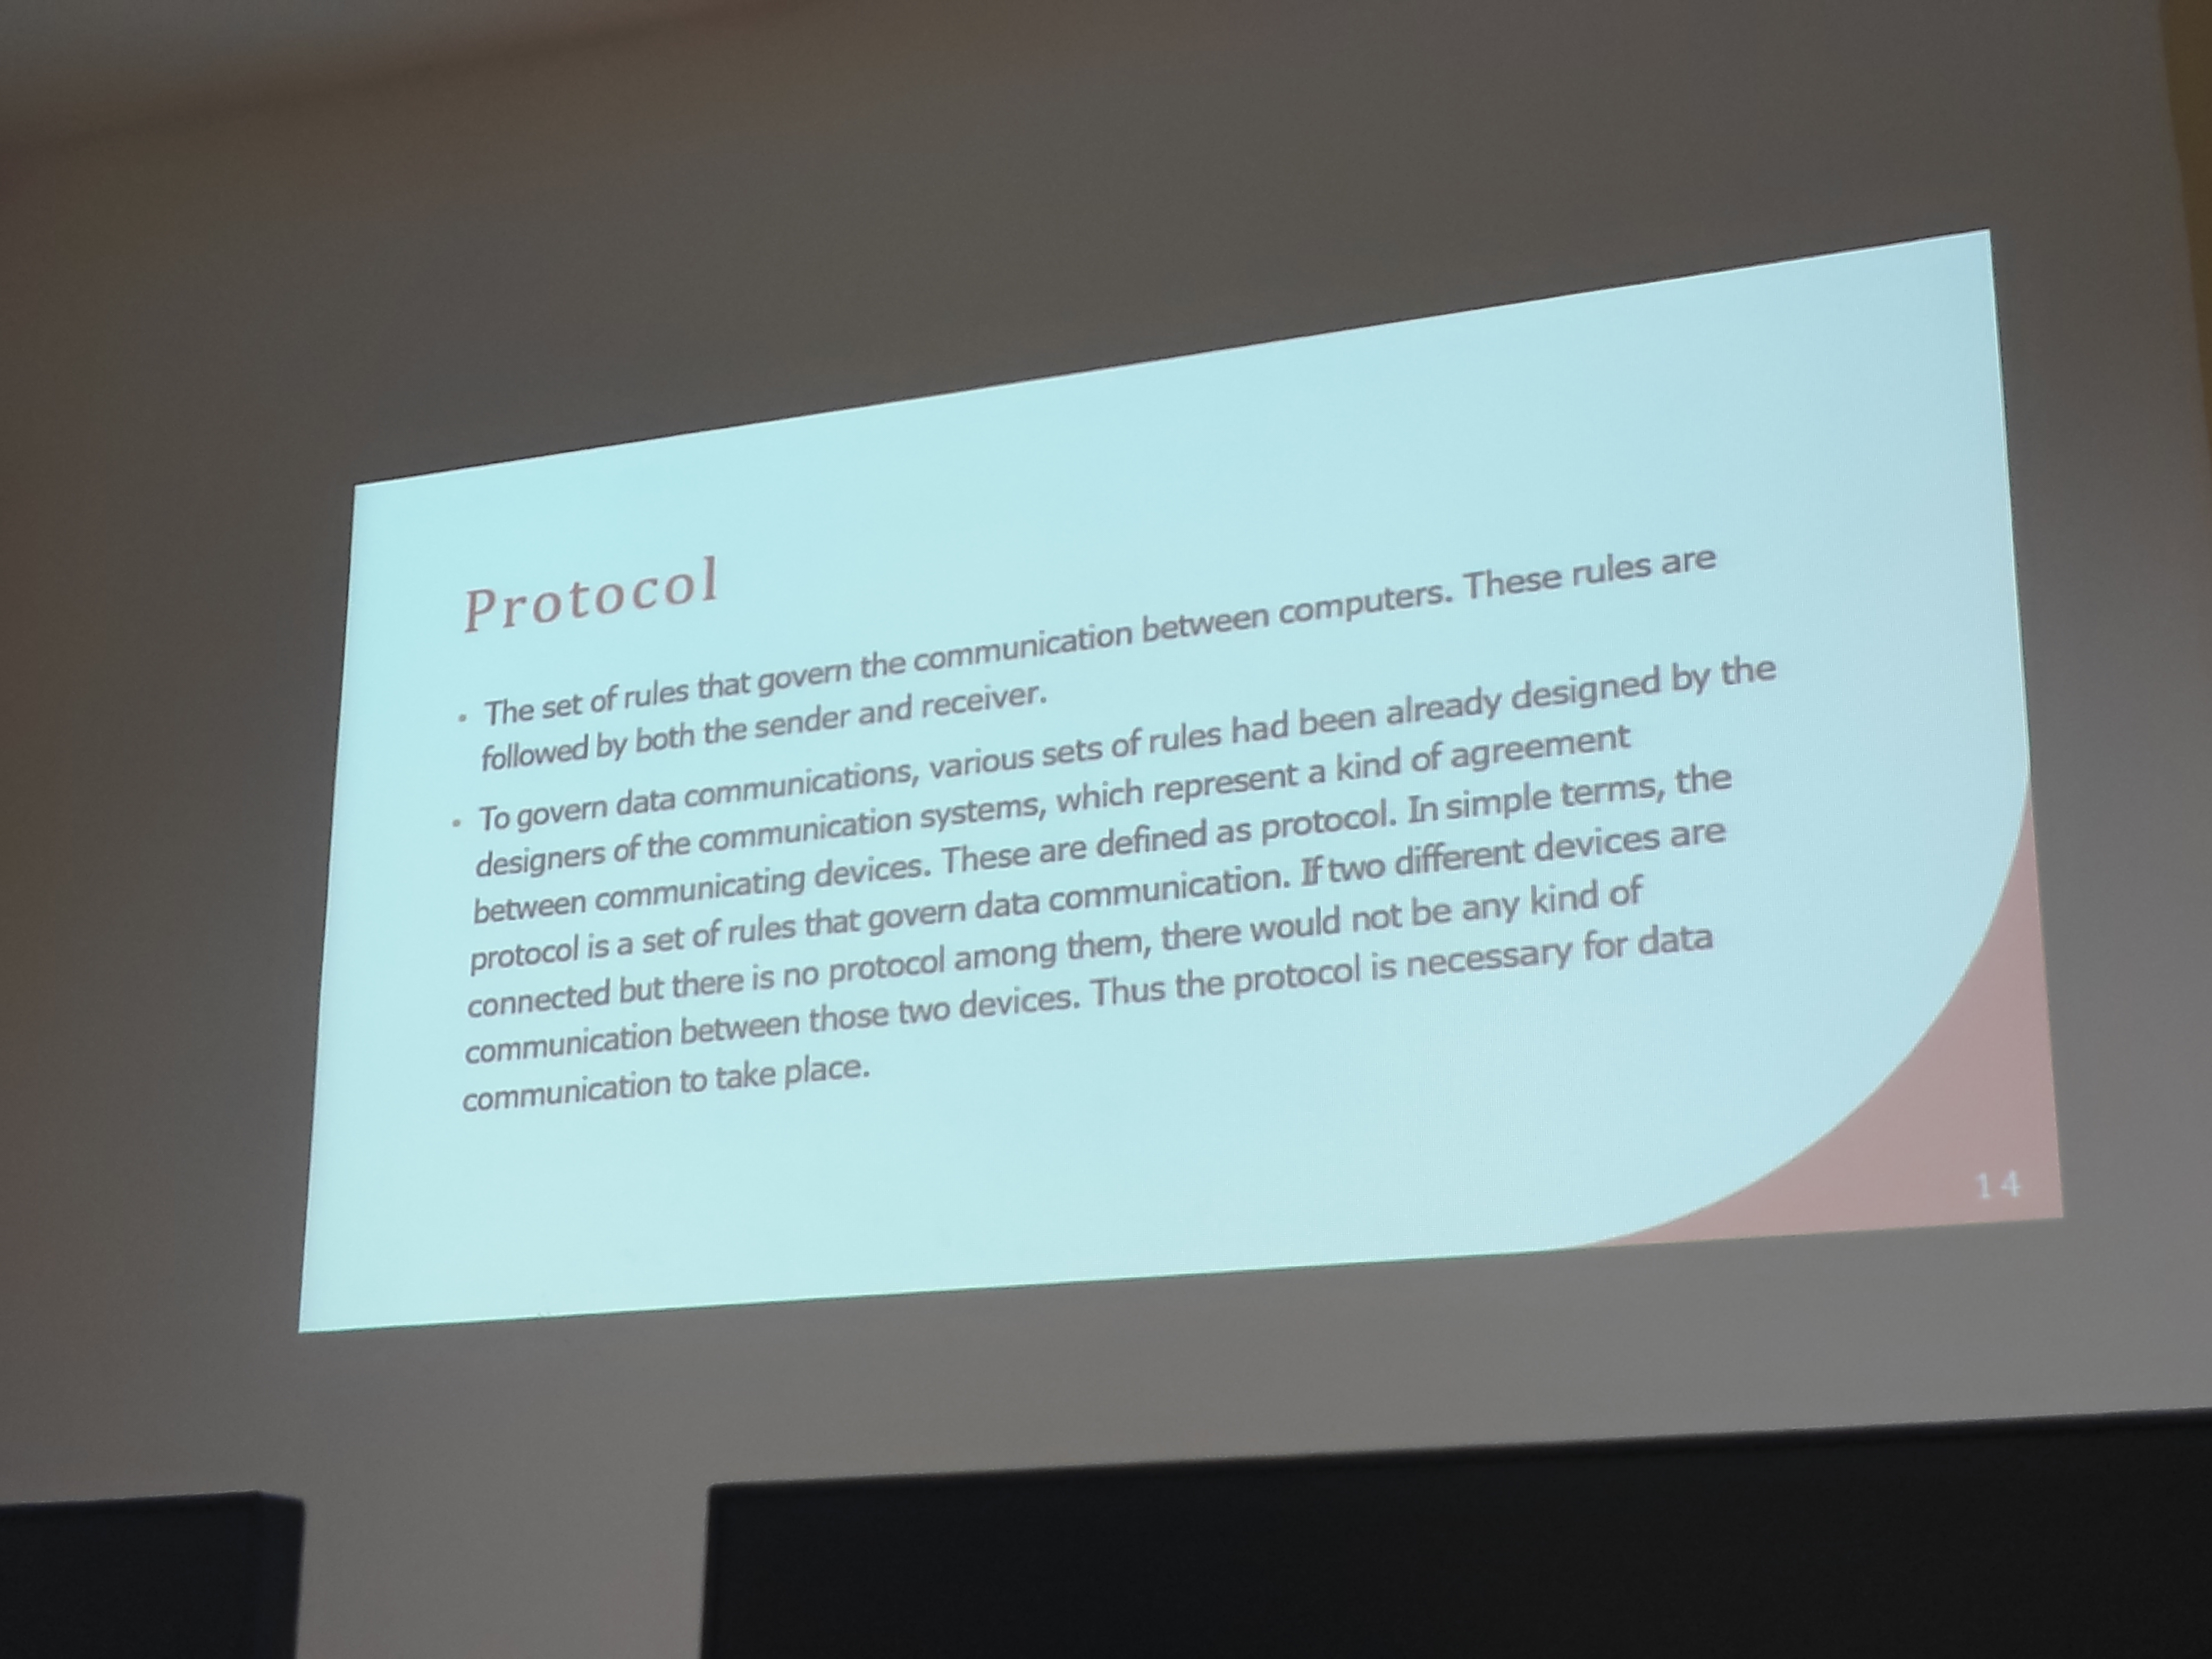 Protocol
• The set of rules that govern the communication between computers. These rules are
followed by both the sender and receiver.
• To govern data communications, various sets of rules had been already designed by the
designers of the communication systems, which represent a kind of agreement
between communicating devices. These are defined as protocol. In simple terms, the
protocol is a set of rules that govern data communication. If two different devices are
connected but there is no protocol among them, there would not be any kind of
communication between those two devices. Thus the protocol is necessary for data
communication to take place.
14